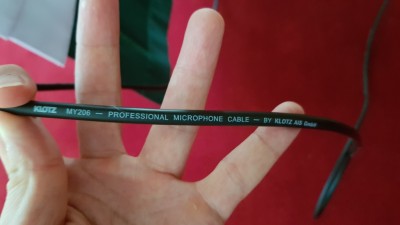 KLOTZ MY206 — PROFESSIONAL MICROPHONE CABLE — BY KLOTZ AIS GmbH